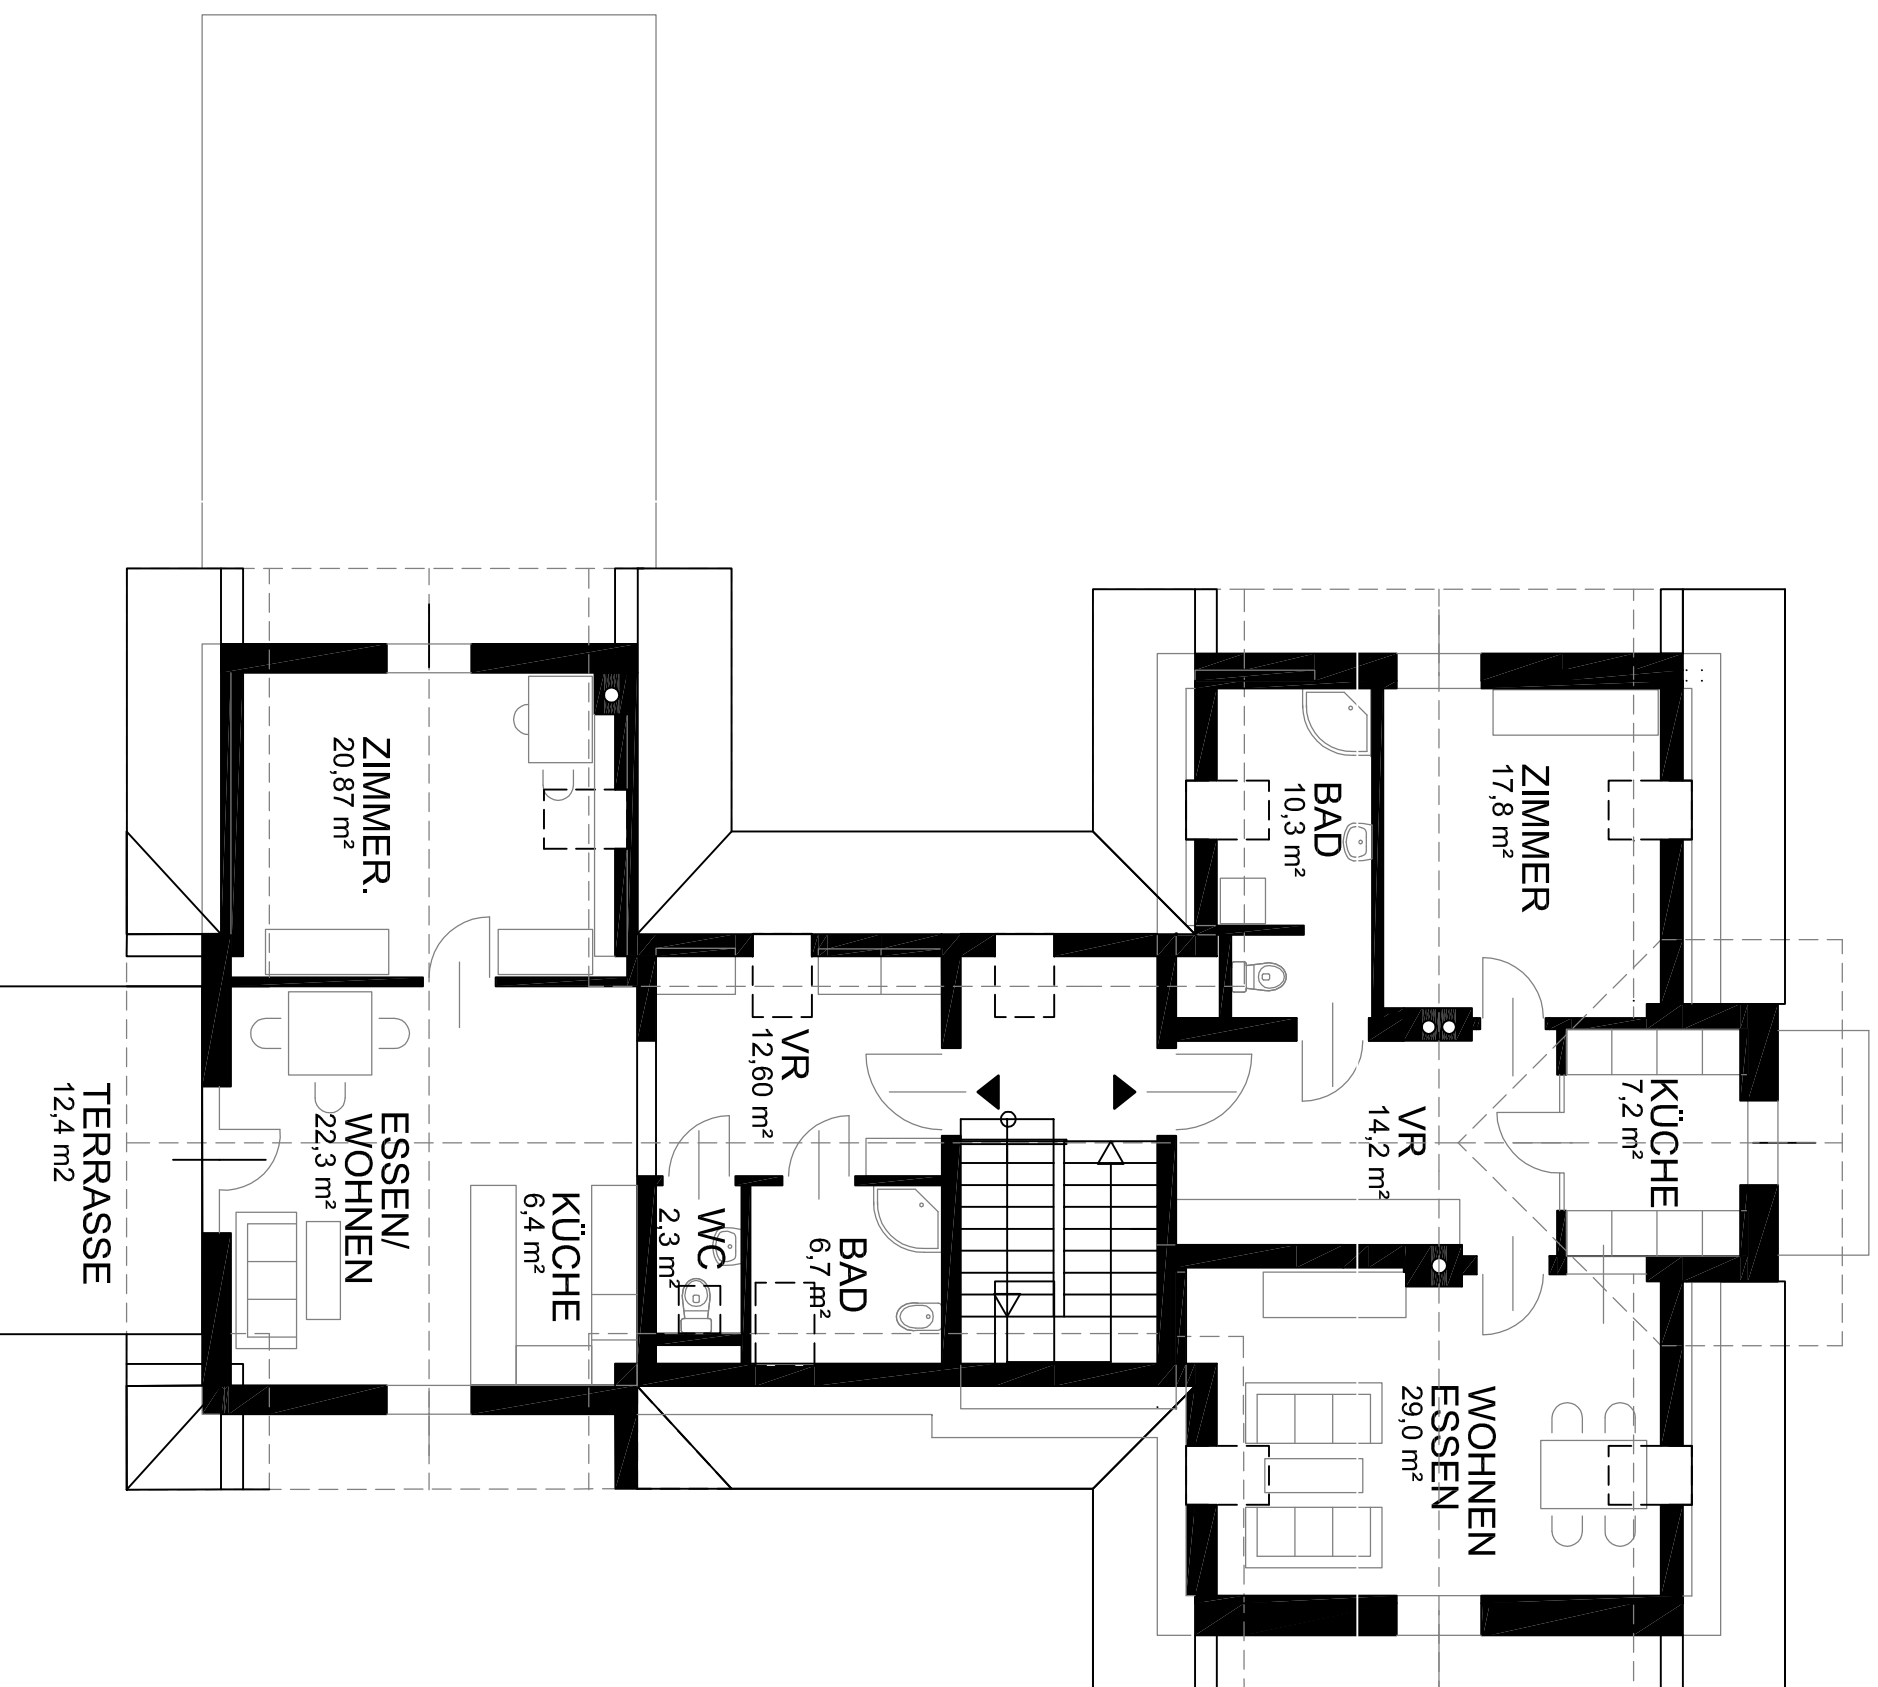 ZIMMER.
20,87 m²
BAD
10,3 m²
ZIMMER
17,8 m²
VR
12,60 m²
TERRASSE
12,4 m2
ESSEN/
WOHNEN
22,3 m²
KÜCHE
6,4 m²
WC
2,3 m²
BAD
6,7 m²
VR
14,2 m²
KÜCHE
7,2 m²
WOHNEN
ESSEN
29,0 m²